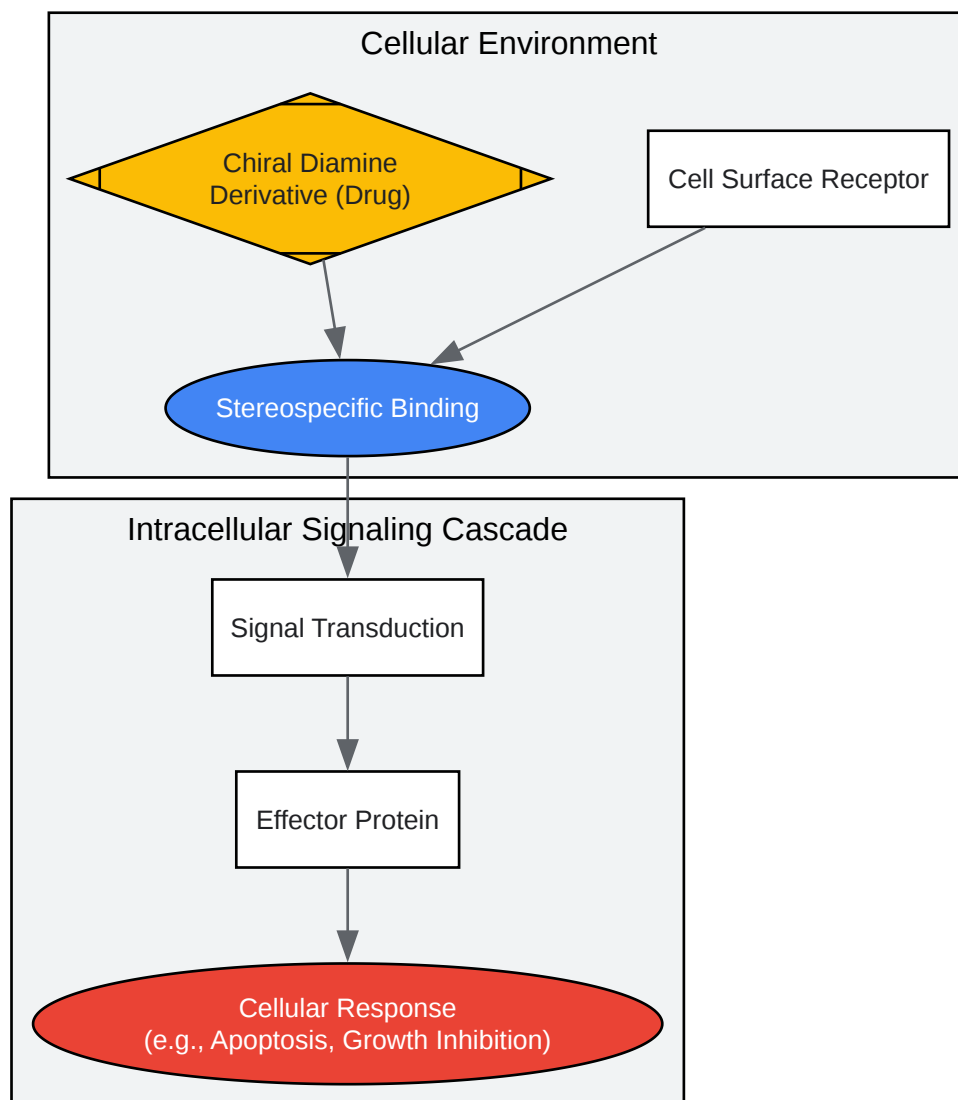 Cellular Environment
Chiral Diamine
Derivative (Drug)
Cell Surface Receptor
Stereospecific Binding
Intracellular Signaling Cascade
Signal Transduction
Effector Protein
Cellular Response
(e.g., Apoptosis, Growth Inhibition)